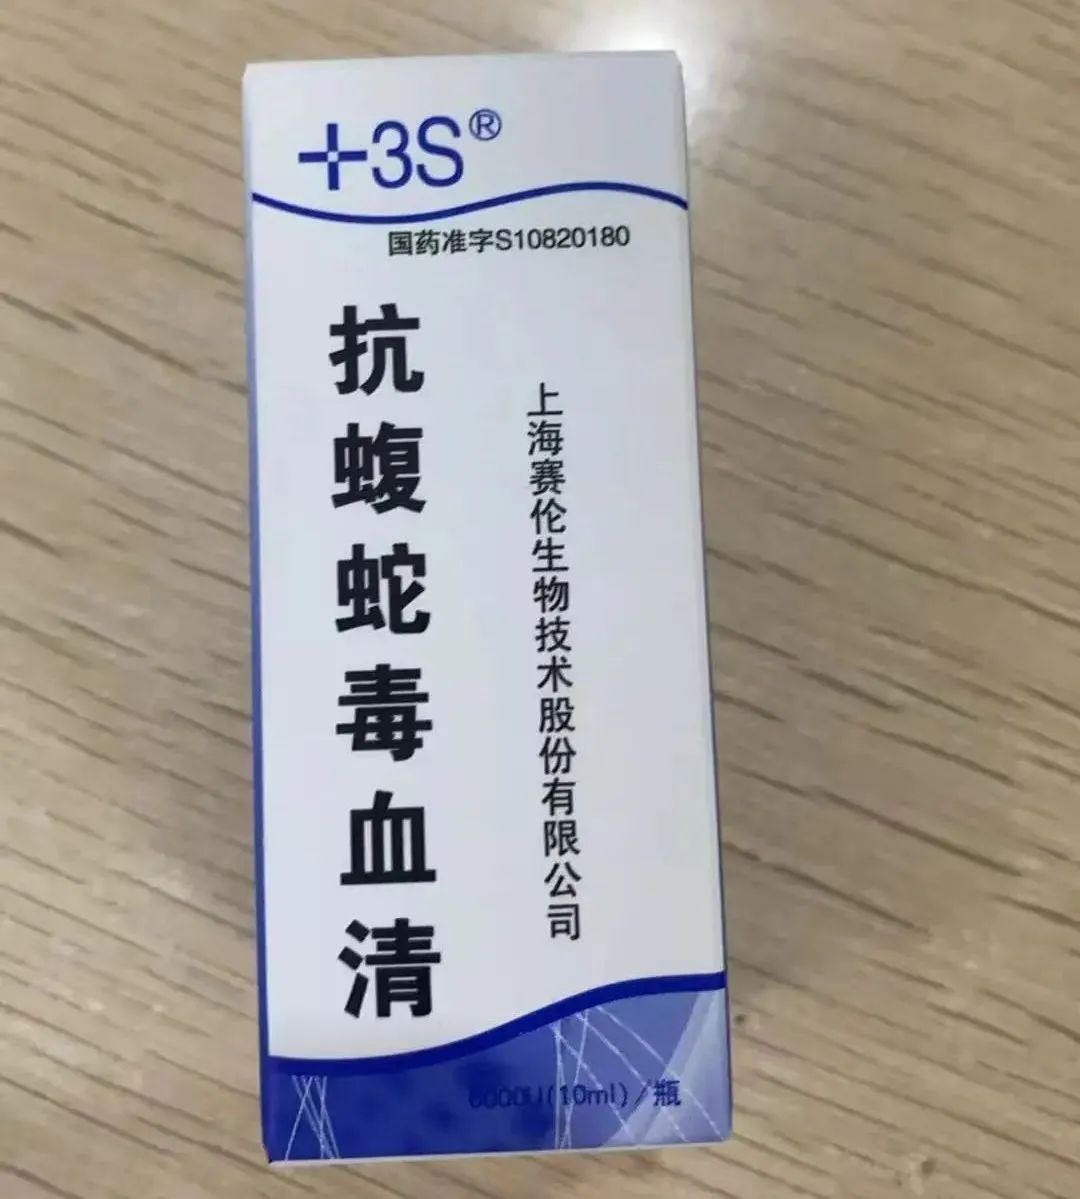 +3S®
国药准字S10820180
抗蝮蛇毒血清
上海赛伦生物技术股份有限公司
6000U(10ml)/瓶